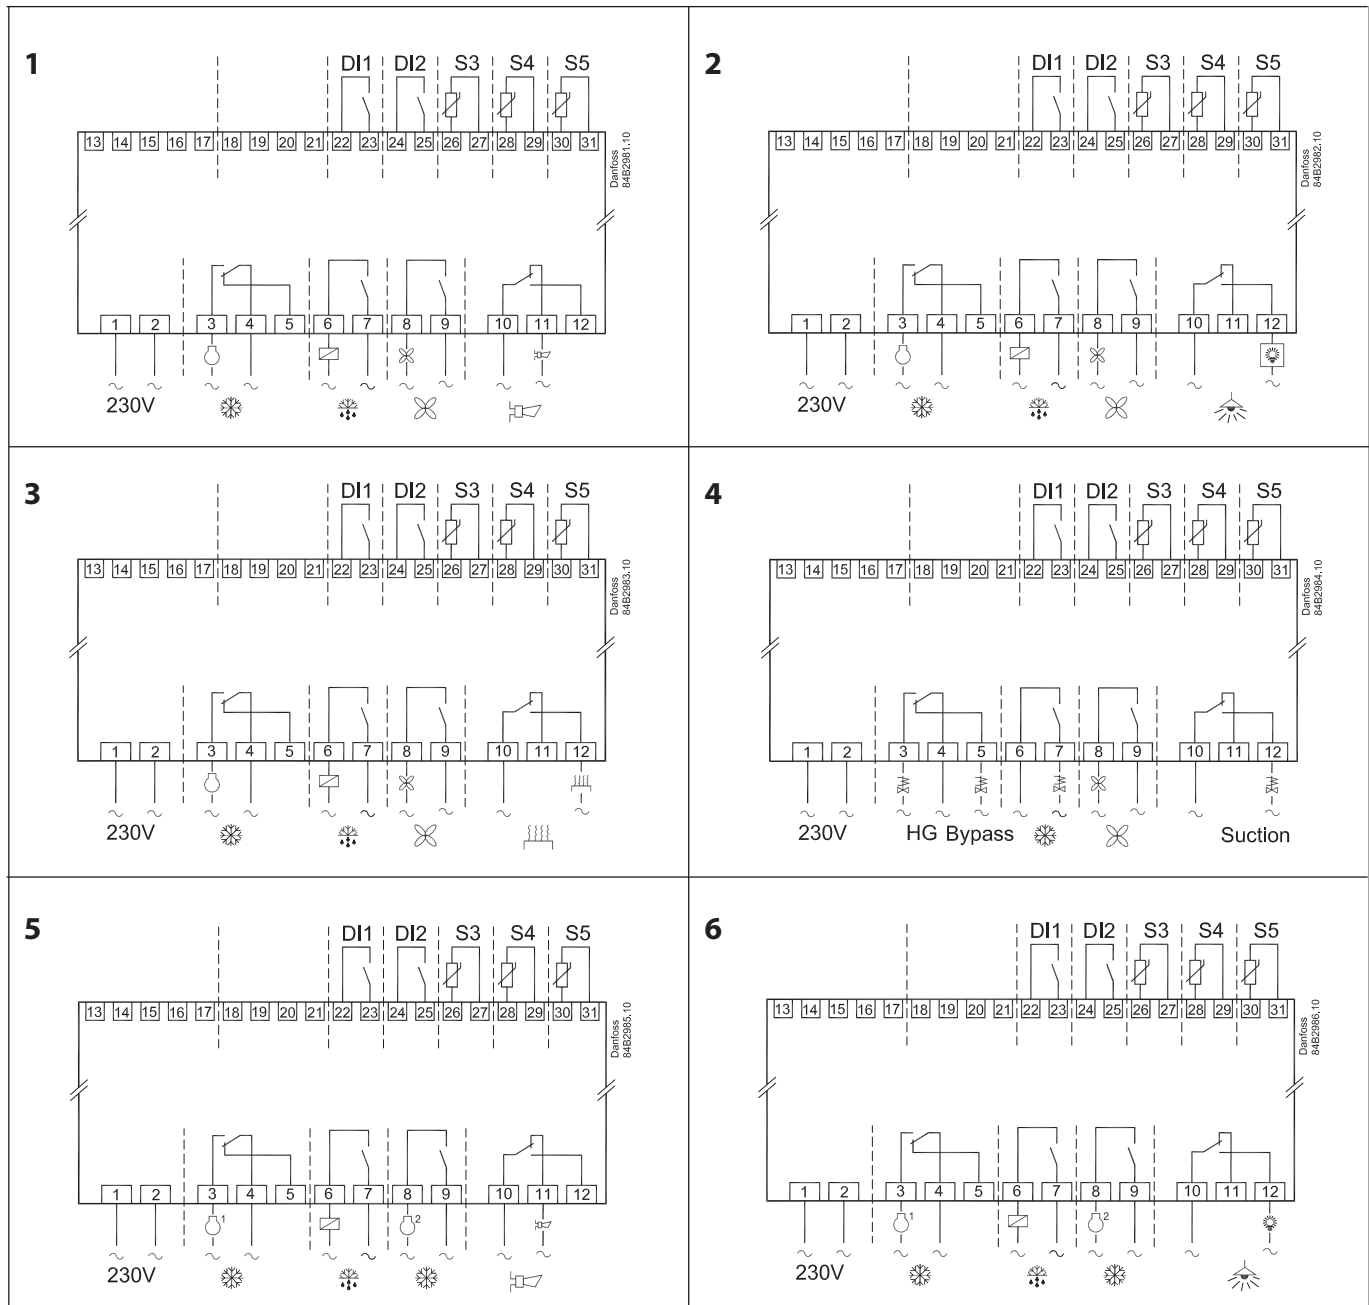 1
DI1 DI2 S3 S4 S5
13 14 15 16 17 18 19 20 21 22 23 24 25 26 27 28 29 30 31
Danfoss
84B2981.10
1 2 3 4 5 6 7 8 9 10 11 12
230V
2
DI1 DI2 S3 S4 S5
13 14 15 16 17 18 19 20 21 22 23 24 25 26 27 28 29 30 31
Danfoss
84B2982.10
1 2 3 4 5 6 7 8 9 10 11 12
230V
3
DI1 DI2 S3 S4 S5
13 14 15 16 17 18 19 20 21 22 23 24 25 26 27 28 29 30 31
Danfoss
84B2983.10
1 2 3 4 5 6 7 8 9 10 11 12
230V
4
DI1 DI2 S3 S4 S5
13 14 15 16 17 18 19 20 21 22 23 24 25 26 27 28 29 30 31
Danfoss
84B2984.10
1 2 3 4 5 6 7 8 9 10 11 12
230V HG Bypass Suction
5
DI1 DI2 S3 S4 S5
13 14 15 16 17 18 19 20 21 22 23 24 25 26 27 28 29 30 31
Danfoss
84B2985.10
1 2 3 4 5 6 7 8 9 10 11 12
1 2
230V
6
DI1 DI2 S3 S4 S5
13 14 15 16 17 18 19 20 21 22 23 24 25 26 27 28 29 30 31
Danfoss
84B2986.10
1 2 3 4 5 6 7 8 9 10 11 12
1 2
230V